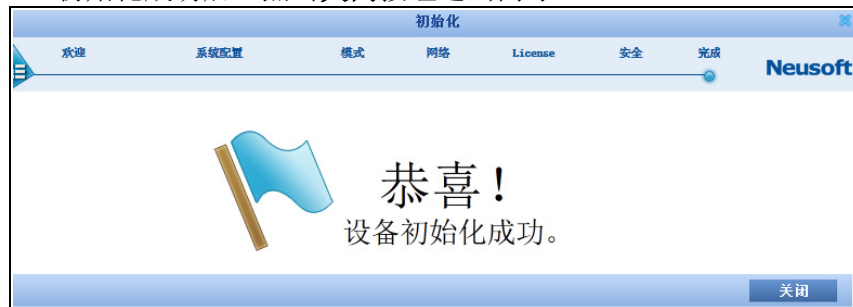 初始化
欢迎 系统配置 模式 网络 License 安全 完成
Neusoft
恭喜！
设备初始化成功。
关闭